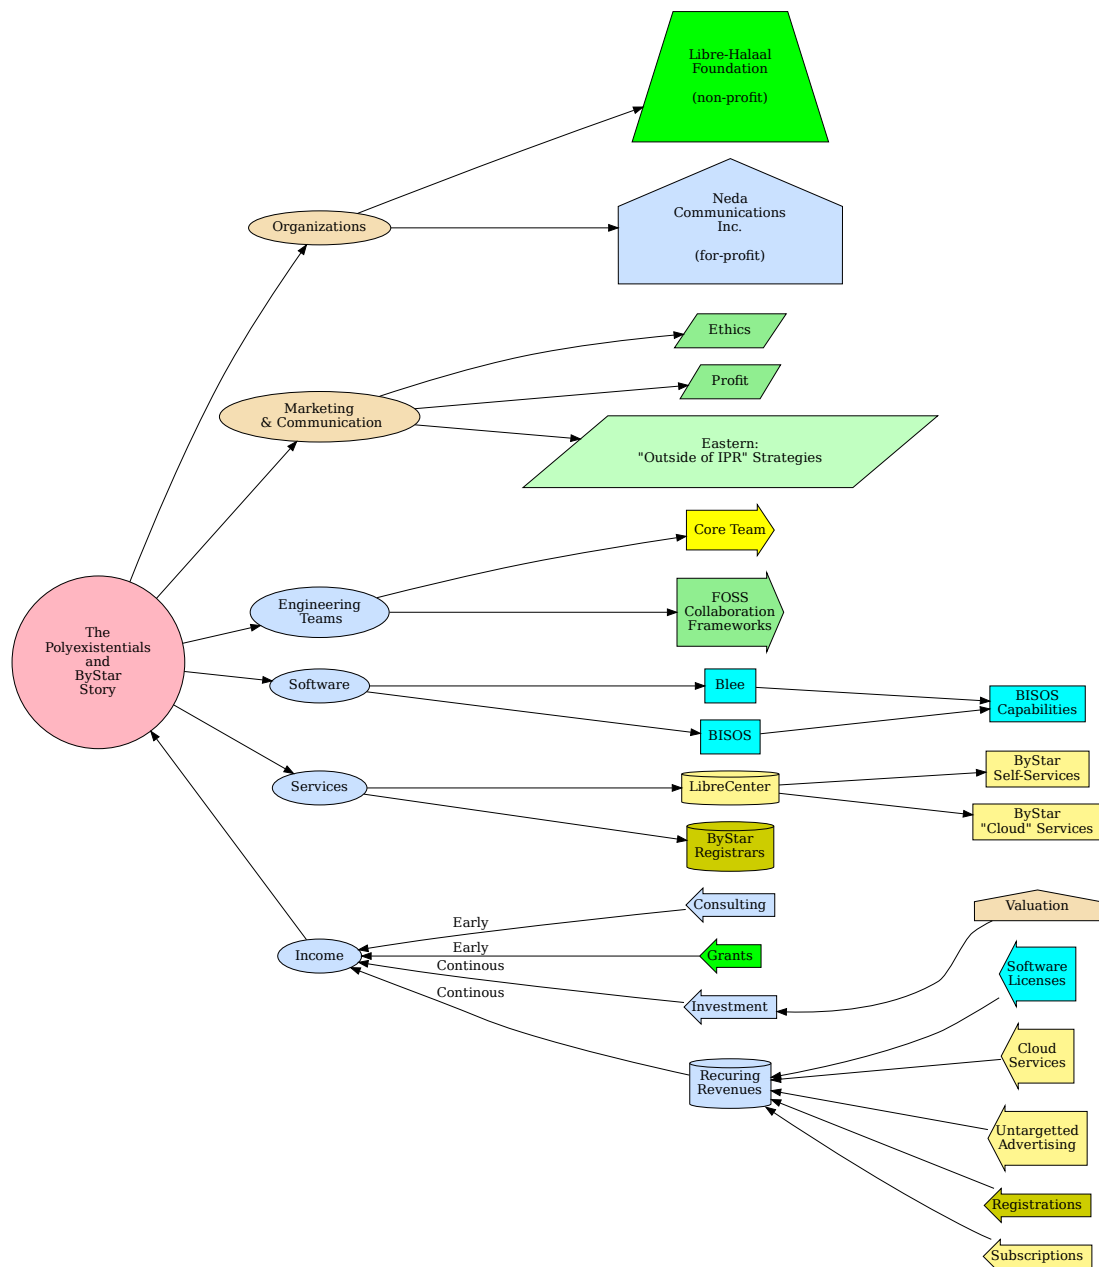 Libre-Halaal
Foundation
(non-profit)
Neda
Communications
Inc.
(for-profit)
Organizations
Ethics
Profit
Marketing
& Communication
Eastern:
"Outside of IPR" Strategies
Core Team
Engineering
Teams
FOSS
Collaboration
Frameworks
The
Polyexistentials
and
ByStar
Story
Software
Blee
BISOS
BISOS
Capabilities
Services
LibreCenter
ByStar
Self-Services
ByStar
"Cloud" Services
ByStar
Registrars
Income
Early
Early
Continous
Continous
Consulting
Grants
Investment
Recuring
Revenues
Valuation
Software
Licenses
Cloud
Services
Untargetted
Advertising
Registrations
Subscriptions